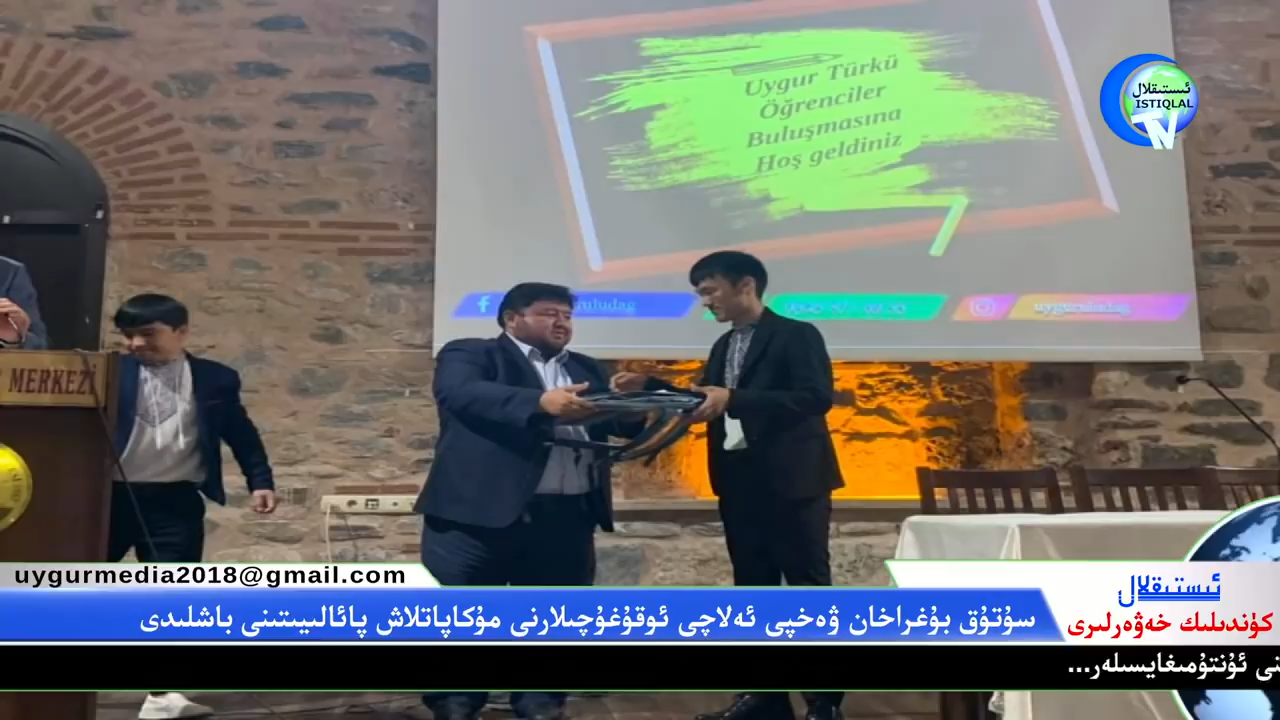 Uygur Türkü
Öğrenciler
Buluşmasına
Hoş geldiniz
ئىستىقلال
ISTIQLAL
TV
MERKEZİ
uygurmedia2018@gmail.com
ئىستىقلال
سۇتۇق بۇغراخان ۋەخپى ئەلاچى ئوقۇغۇچىلارنى مۇكاپاتلاش پائالىيىتىنى باشلىدى
كۈندىلىك خەۋەرلىرى
نى ئۇنتۇمىغايسىلەر...